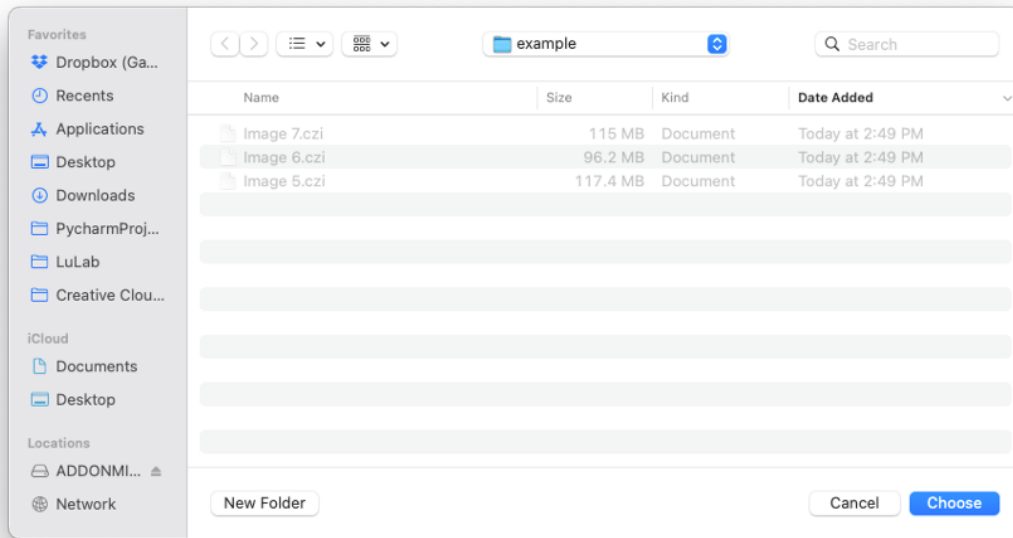 Favorites
Dropbox (Ga...
Recents
Applications
Desktop
Downloads
PycharmProj...
LuLab
Creative Clou...
iCloud
Documents
Desktop
Locations
ADDONMI...
Network
example
Search
Name Size Kind Date Added
Image 7.czi 115 MB Document Today at 2:49 PM
Image 6.czi 96.2 MB Document Today at 2:49 PM
Image 5.czi 117.4 MB Document Today at 2:49 PM
New Folder Cancel Choose